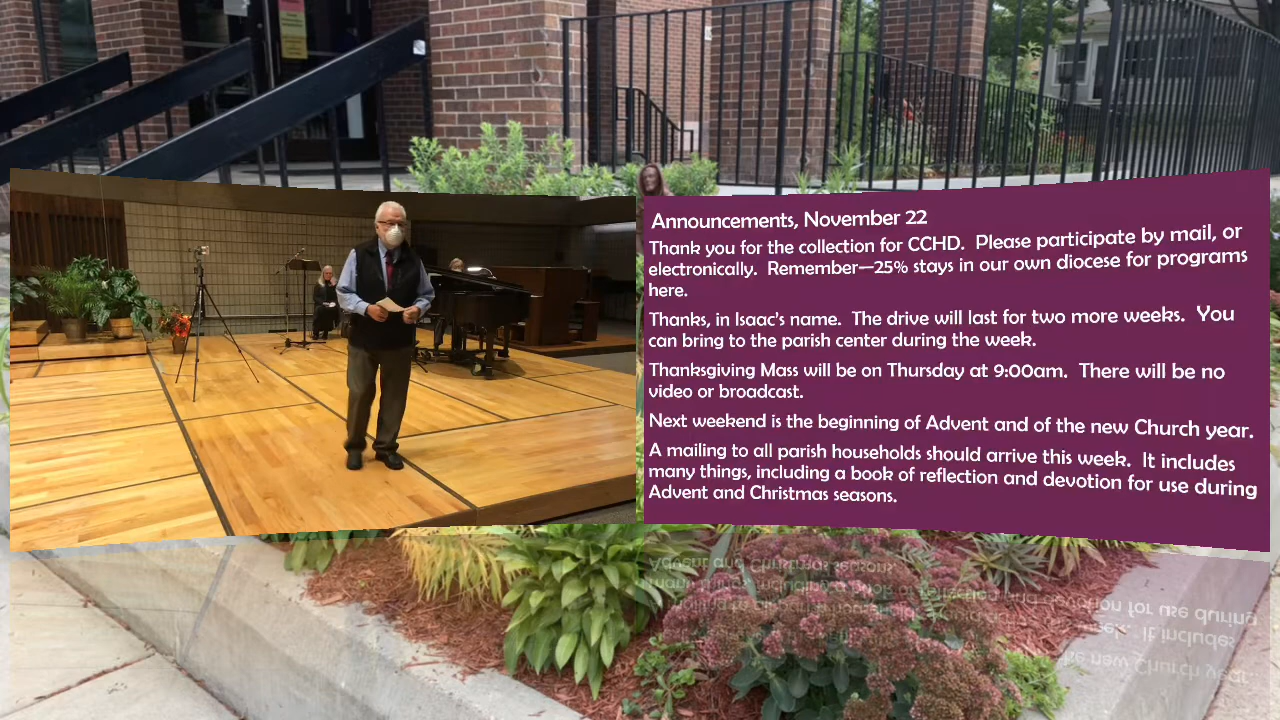 Announcements, November 22
Thank you for the collection for CCHD. Please participate by mail, or
electronically. Remember—25% stays in our own diocese for programs
here.
Thanks, in Isaac's name. The drive will last for two more weeks. You
can bring to the parish center during the week.
Thanksgiving Mass will be on Thursday at 9:00am. There will be no
video or broadcast.
Next weekend is the beginning of Advent and of the new Church year.
A mailing to all parish households should arrive this week. It includes
many things, including a book of reflection and devotion for use during
Advent and Christmas seasons.